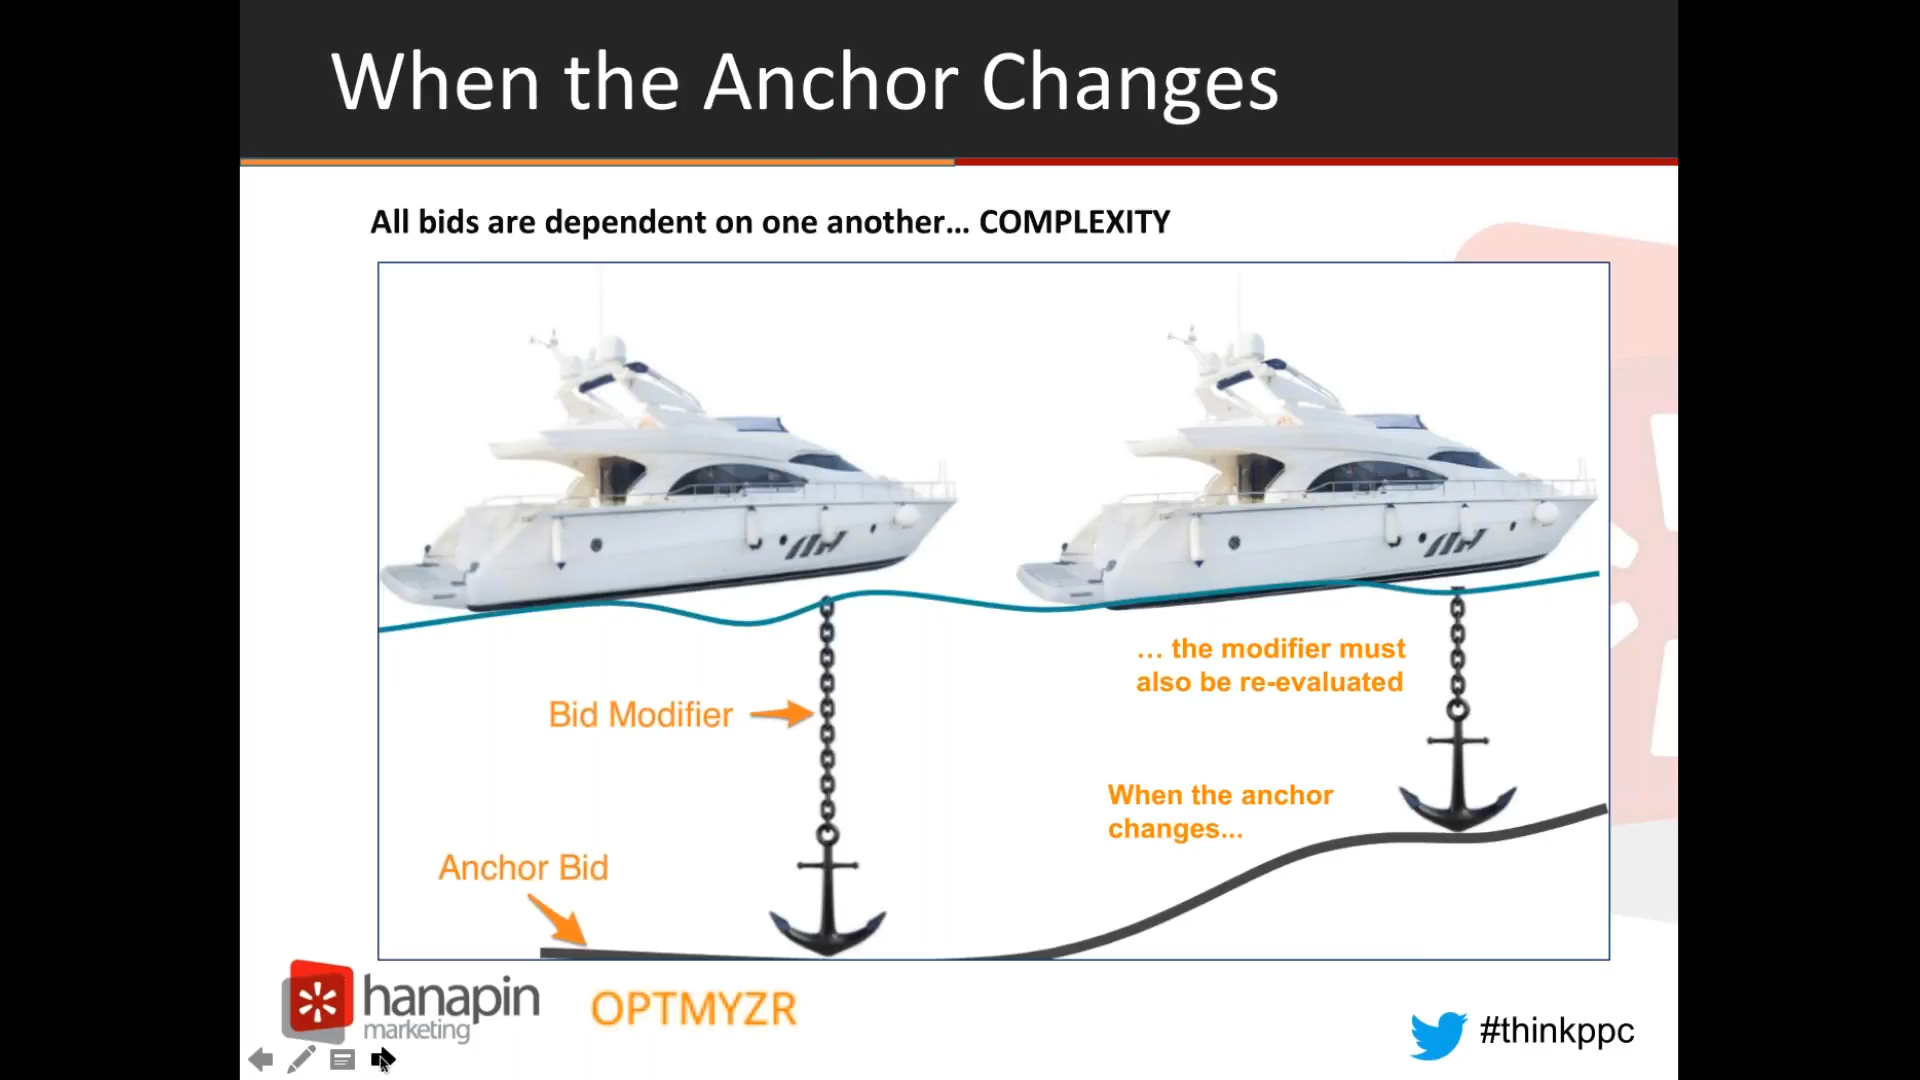 When the Anchor Changes
All bids are dependent on one another... COMPLEXITY
... the modifier must
also be re-evaluated
Bid Modifier
When the anchor
changes...
Anchor Bid
hanapin
marketing
OPTMYZR
#thinkppc